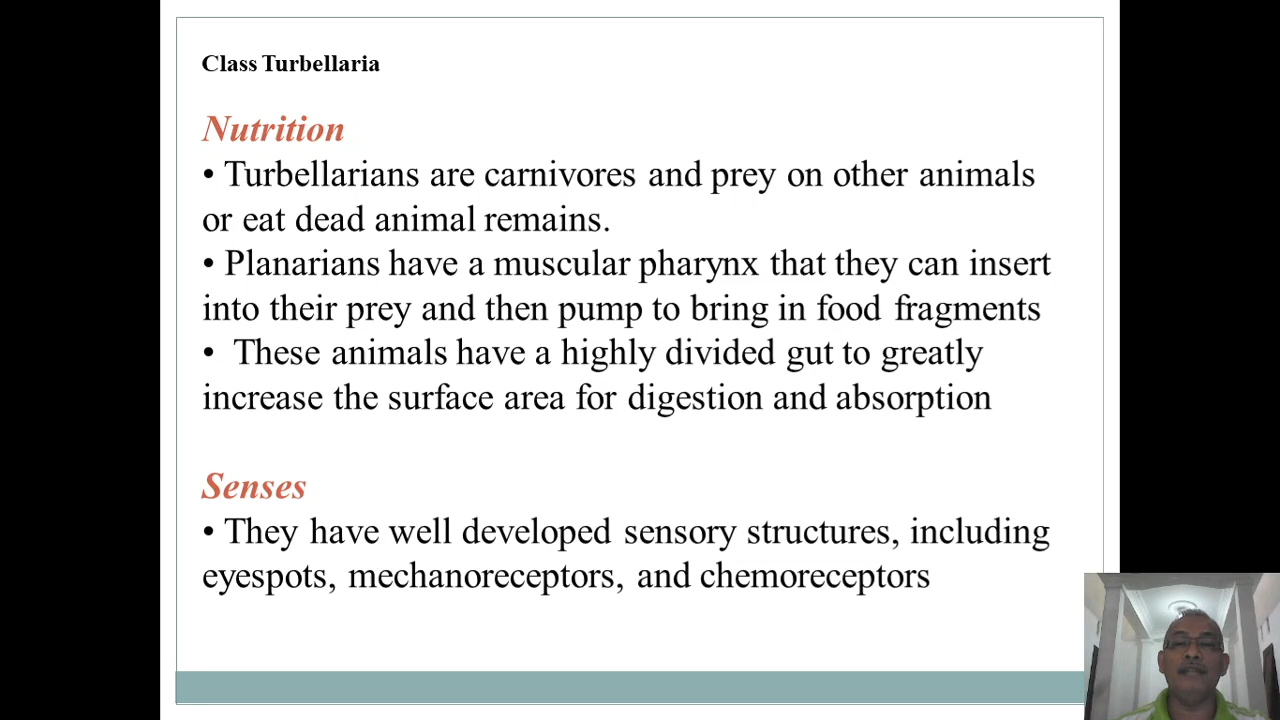 Class Turbellaria
Nutrition
• Turbellarians are carnivores and prey on other animals
or eat dead animal remains.
• Planarians have a muscular pharynx that they can insert
into their prey and then pump to bring in food fragments
• These animals have a highly divided gut to greatly
increase the surface area for digestion and absorption
Senses
• They have well developed sensory structures, including
eyespots, mechanoreceptors, and chemoreceptors